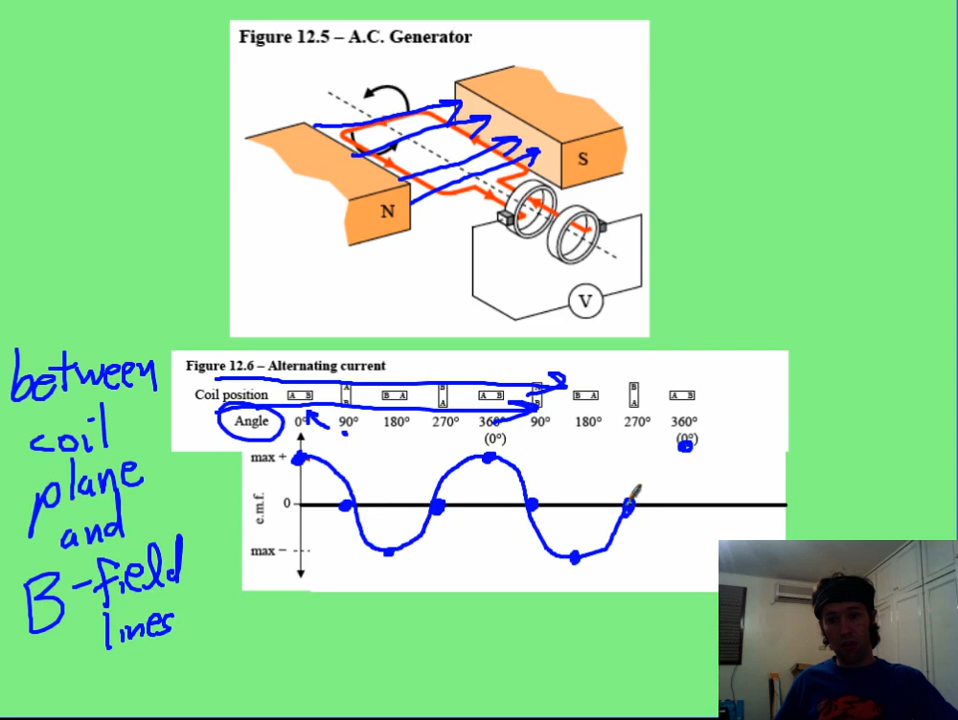 Figure 12.5 – A.C. Generator
S
N
V
between
coil
plane
and
B-field
lines
Figure 12.6 – Alternating current
Coil position A B A B B A B A A B A B B A B A A B
Angle 0° 90° 180° 270° 360° 90° 180° 270° 360°
(0°) (0°)
max +
0
e.m.f.
max –